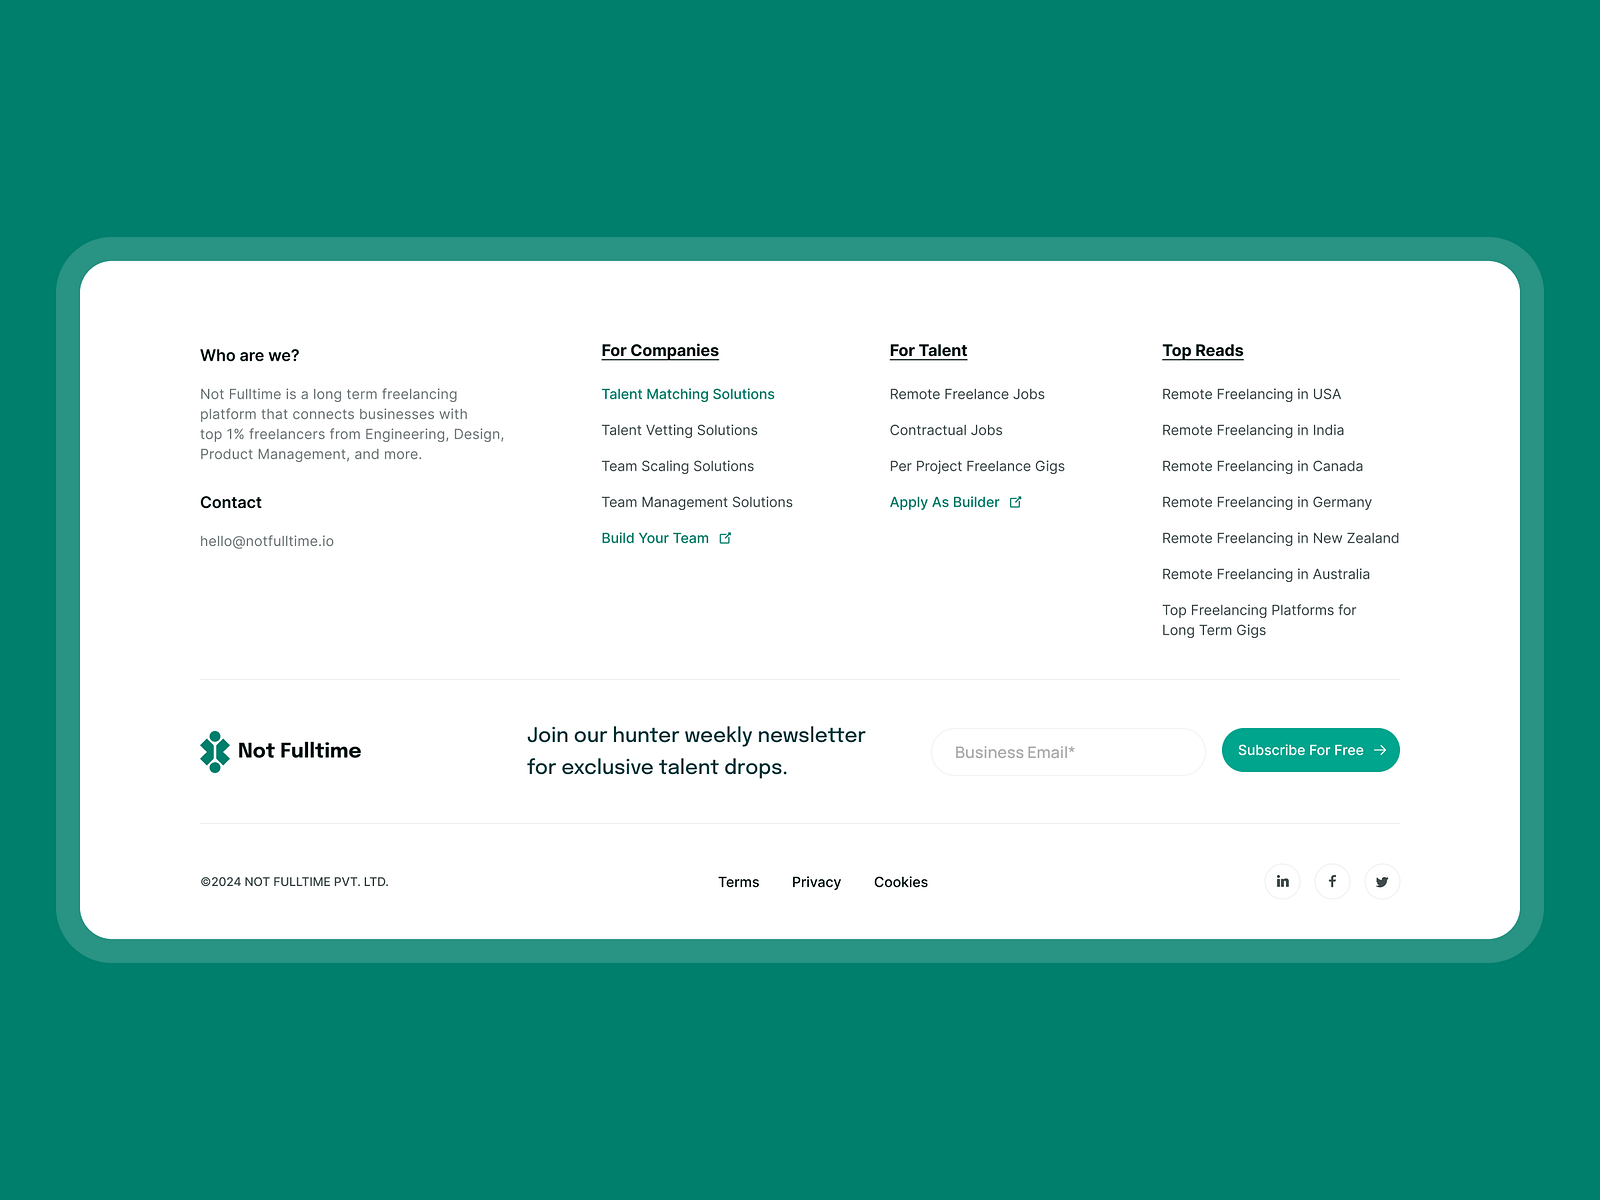 Who are we?
Not Fulltime is a long term freelancing
platform that connects businesses with
top 1% freelancers from Engineering, Design,
Product Management, and more.
Contact
hello@notfulltime.io
For Companies
Talent Matching Solutions
Talent Vetting Solutions
Team Scaling Solutions
Team Management Solutions
Build Your Team
For Talent
Remote Freelance Jobs
Contractual Jobs
Per Project Freelance Gigs
Apply As Builder
Top Reads
Remote Freelancing in USA
Remote Freelancing in India
Remote Freelancing in Canada
Remote Freelancing in Germany
Remote Freelancing in New Zealand
Remote Freelancing in Australia
Top Freelancing Platforms for
Long Term Gigs
Not Fulltime
Join our hunter weekly newsletter
for exclusive talent drops.
Business Email*
Subscribe For Free
©2024 NOT FULLTIME PVT. LTD.
Terms
Privacy
Cookies
in
f